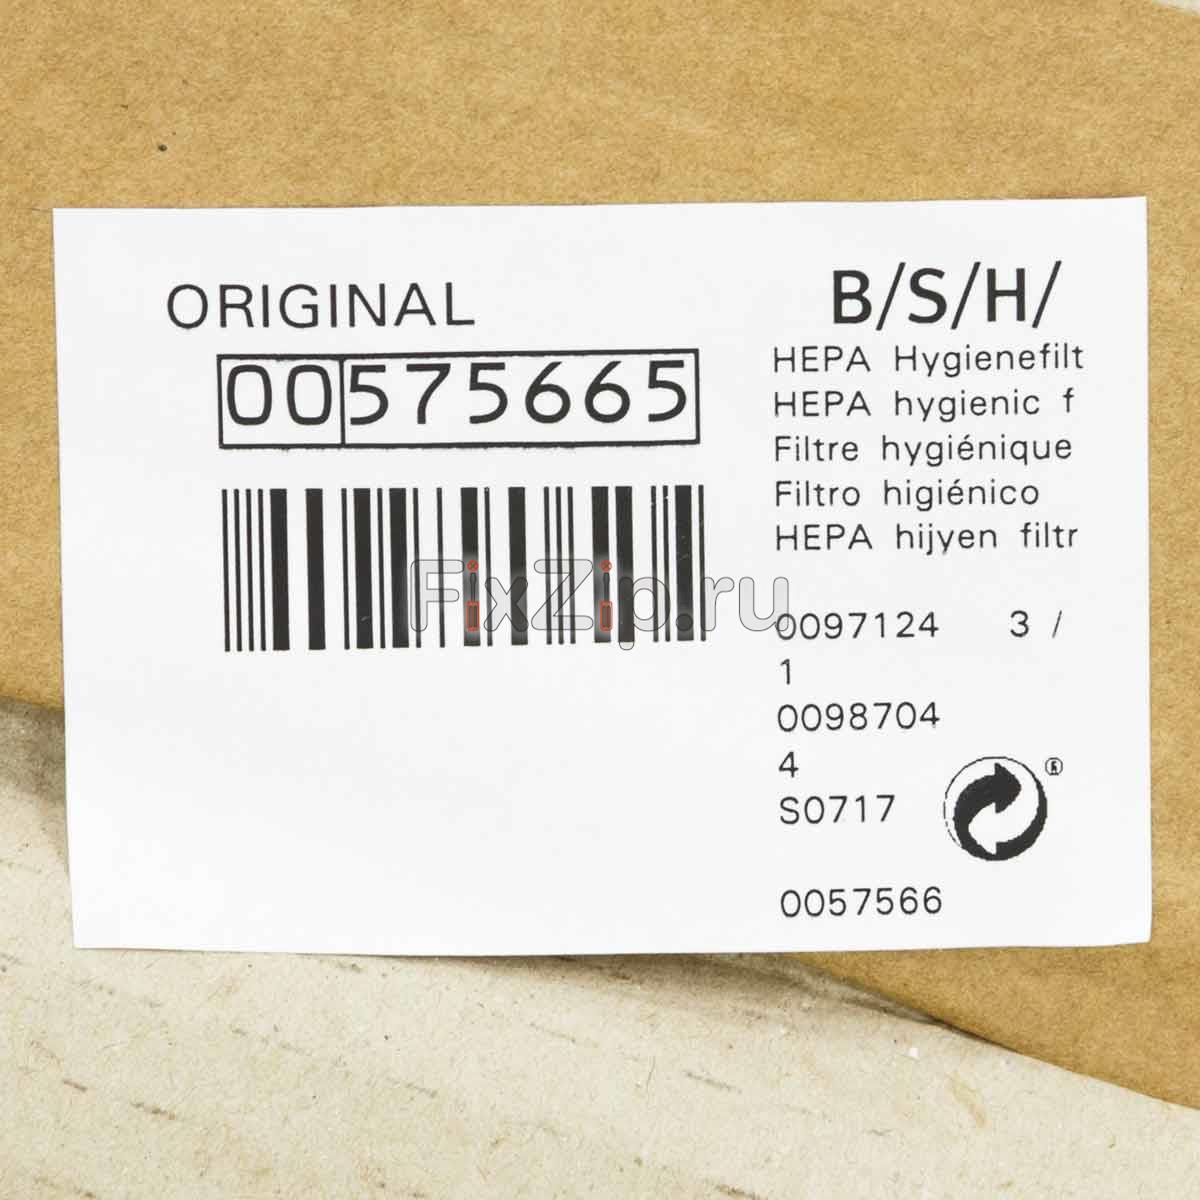 ORIGINAL
00575665
B/S/H/
HEPA Hygienefilt
HEPA hygienic f
Filtre hygiénique
Filtro higiénico
HEPA hijyen filtr
FixZip.ru
0097124 3 /
1
0098704
4
S0717
®
0057566